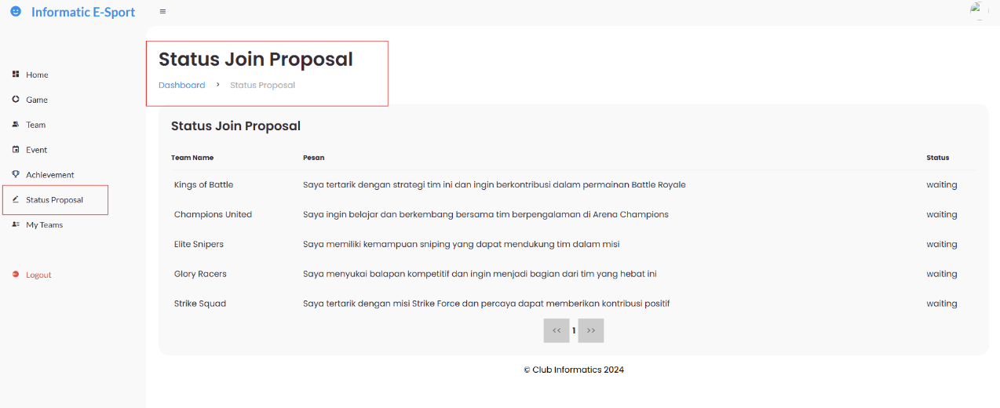 Informatic E-Sport
Home
Game
Team
Event
Achievement
Status Proposal
My Teams
Logout
Status Join Proposal
Dashboard > Status Proposal
Status Join Proposal
Team Name Pesan Status
Kings of Battle Saya tertarik dengan strategi tim ini dan ingin berkontribusi dalam permainan Battle Royale waiting
Champions United Saya ingin belajar dan berkembang bersama tim berpengalaman di Arena Champions waiting
Elite Snipers Saya memiliki kemampuan sniping yang dapat mendukung tim dalam misi waiting
Glory Racers Saya menyukai balapan kompetitif dan ingin menjadi bagian dari tim yang hebat ini waiting
Strike Squad Saya tertarik dengan misi Strike Force dan percaya dapat memberikan kontribusi positif waiting
<< 1 >>
© Club Informatics 2024